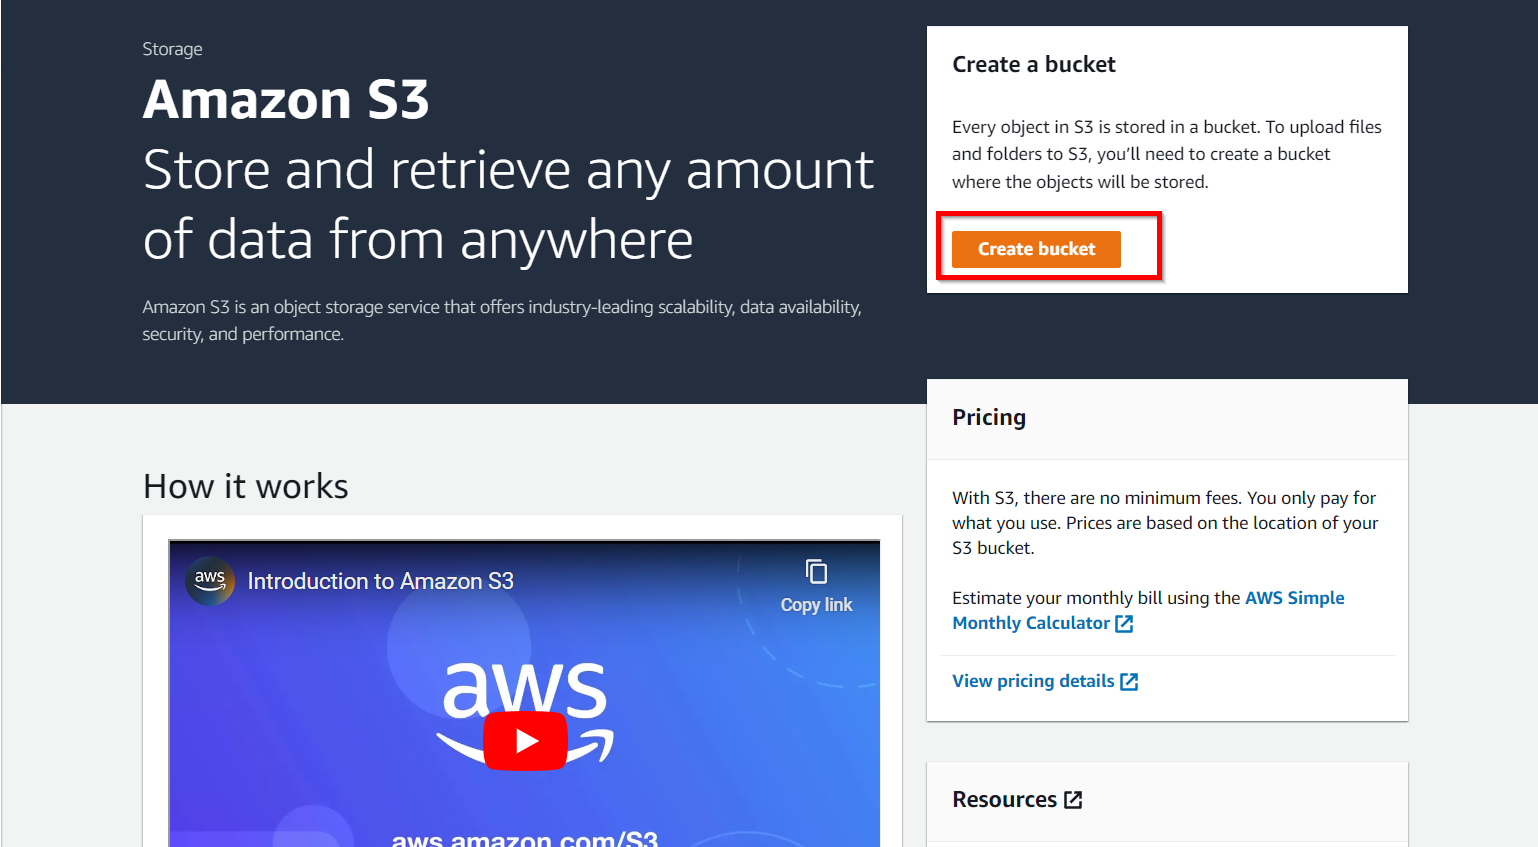 Storage
Amazon S3
Store and retrieve any amount
of data from anywhere
Amazon S3 is an object storage service that offers industry-leading scalability, data availability,
security, and performance.
Create a bucket
Every object in S3 is stored in a bucket. To upload files
and folders to S3, you’ll need to create a bucket
where the objects will be stored.
Create bucket
Pricing
With S3, there are no minimum fees. You only pay for
what you use. Prices are based on the location of your
S3 bucket.
Estimate your monthly bill using the AWS Simple
Monthly Calculator
View pricing details
Resources
How it works
aws
Introduction to Amazon S3
Copy link
aws
aws.amazon.com/S3